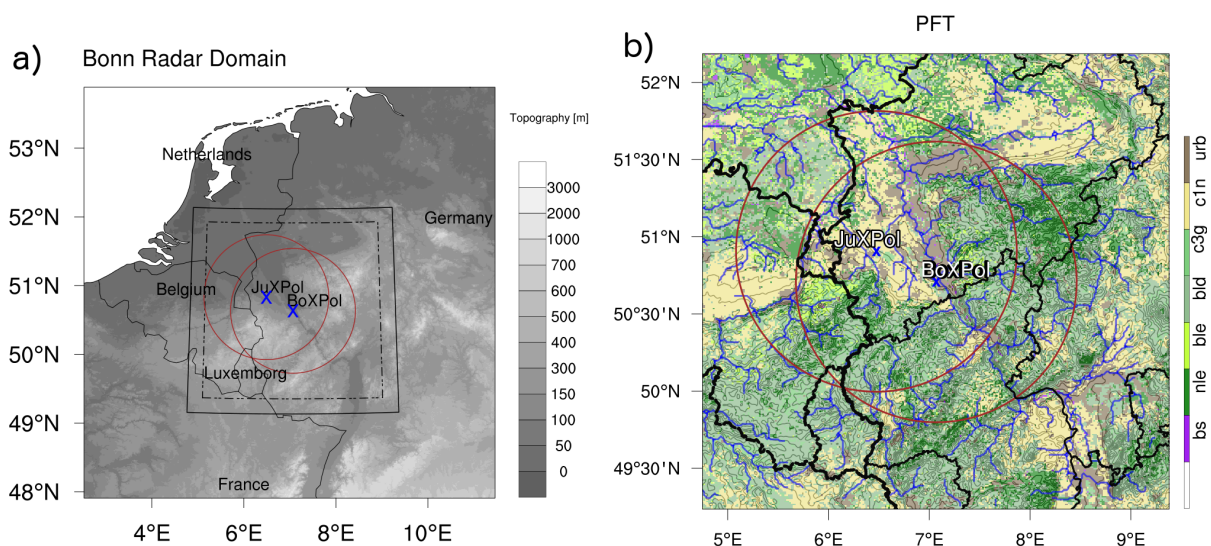 a)
Bonn Radar Domain
Topography [m]
53°N
52°N
51°N
50°N
49°N
48°N
4°E
6°E
8°E
10°E
Netherlands
Germany
Belgium
JuXPol
BoXPol
Luxemborg
France
3000
2000
1000
700
600
500
400
300
150
100
50
0
b)
PFT
52°N
51°30'N
51°N
50°30'N
50°N
49°30'N
5°E
6°E
7°E
8°E
9°E
JuXPol
BoXPol
urb
c1n
c3g
bld
ble
nle
bs